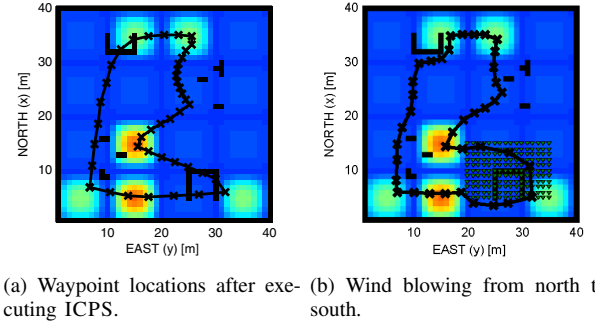 40
30
20
10
NORTH (x) [m]
10
20
30
40
EAST (y) [m]
40
30
20
10
NORTH (x) [m]
10
20
30
40
EAST (y) [m]
(a) Waypoint locations after exe-
cuting ICPS.
(b) Wind blowing from north t
south.